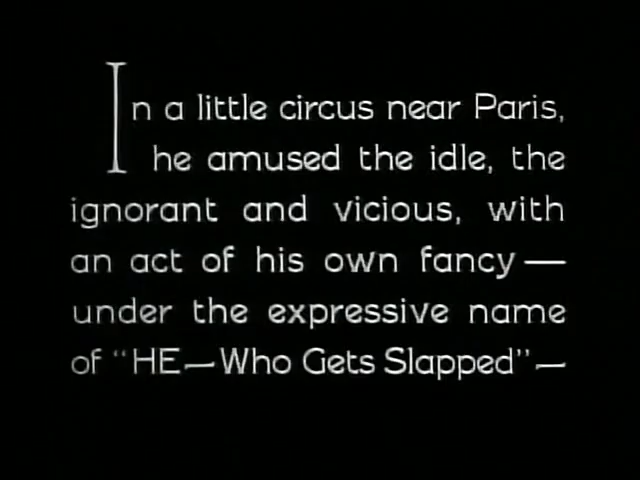 In a little circus near Paris,
he amused the idle, the
ignorant and vicious, with
an act of his own fancy—
under the expressive name
of "HE—Who Gets Slapped"—